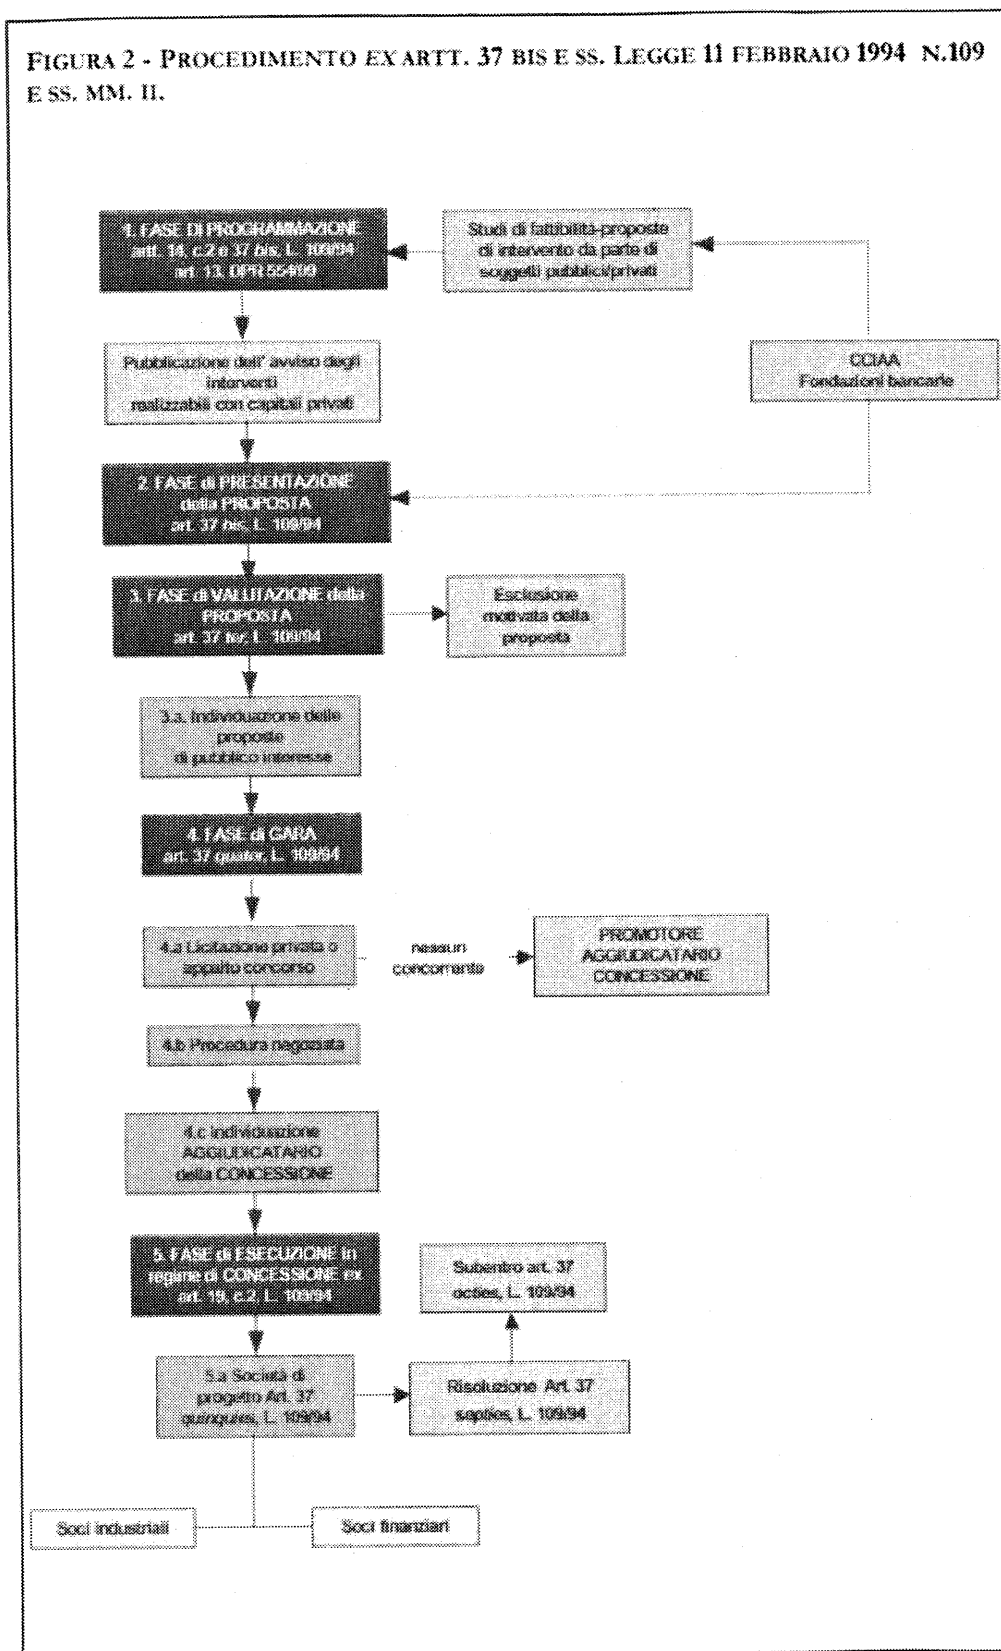 FIGURA 2 - PROCEDIMENTO EX ARTT. 37 BIS E SS. LEGGE 11 FEBBRAIO 1994 N.109
E SS. MM. II.
1. FASE DI PROGRAMMAZIONE
artt. 14, c.2 e 37 bis, L. 109/94
art. 13, DPR 554/99
Studi di fattibilità-proposte
di intervento da parte di
soggetti pubblici/privati
Pubblicazione dell' avviso degli
interventi
realizzabili con capitali privati
CCIAA
Fondazioni bancarie
2. FASE di PRESENTAZIONE
della PROPOSTA
art. 37 bis, L. 109/94
3. FASE di VALUTAZIONE della
PROPOSTA
art. 37 ter, L. 109/94
Esclusione
motivata della
proposta
3.a. Individuazione delle
proposte
di pubblico interesse
4. FASE di GARA
art. 37 quater, L. 109/94
4.a Licitazione privata o
appalto concorso
nessun
concorrente
PROMOTORE
AGGIUDICATARIO
CONCESSIONE
4.b Procedura negoziata
4.c Individuazione
AGGIUDICATARIO
della CONCESSIONE
5. FASE di ESECUZIONE in
regime di CONCESSIONE ex
art. 19, c.2, L. 109/94
Subentro art. 37
octies, L. 109/94
5.a Società di
progetto Art. 37
quinquies, L. 109/94
Risoluzione Art. 37
septies, L. 109/94
Soci industriali
Soci finanziari